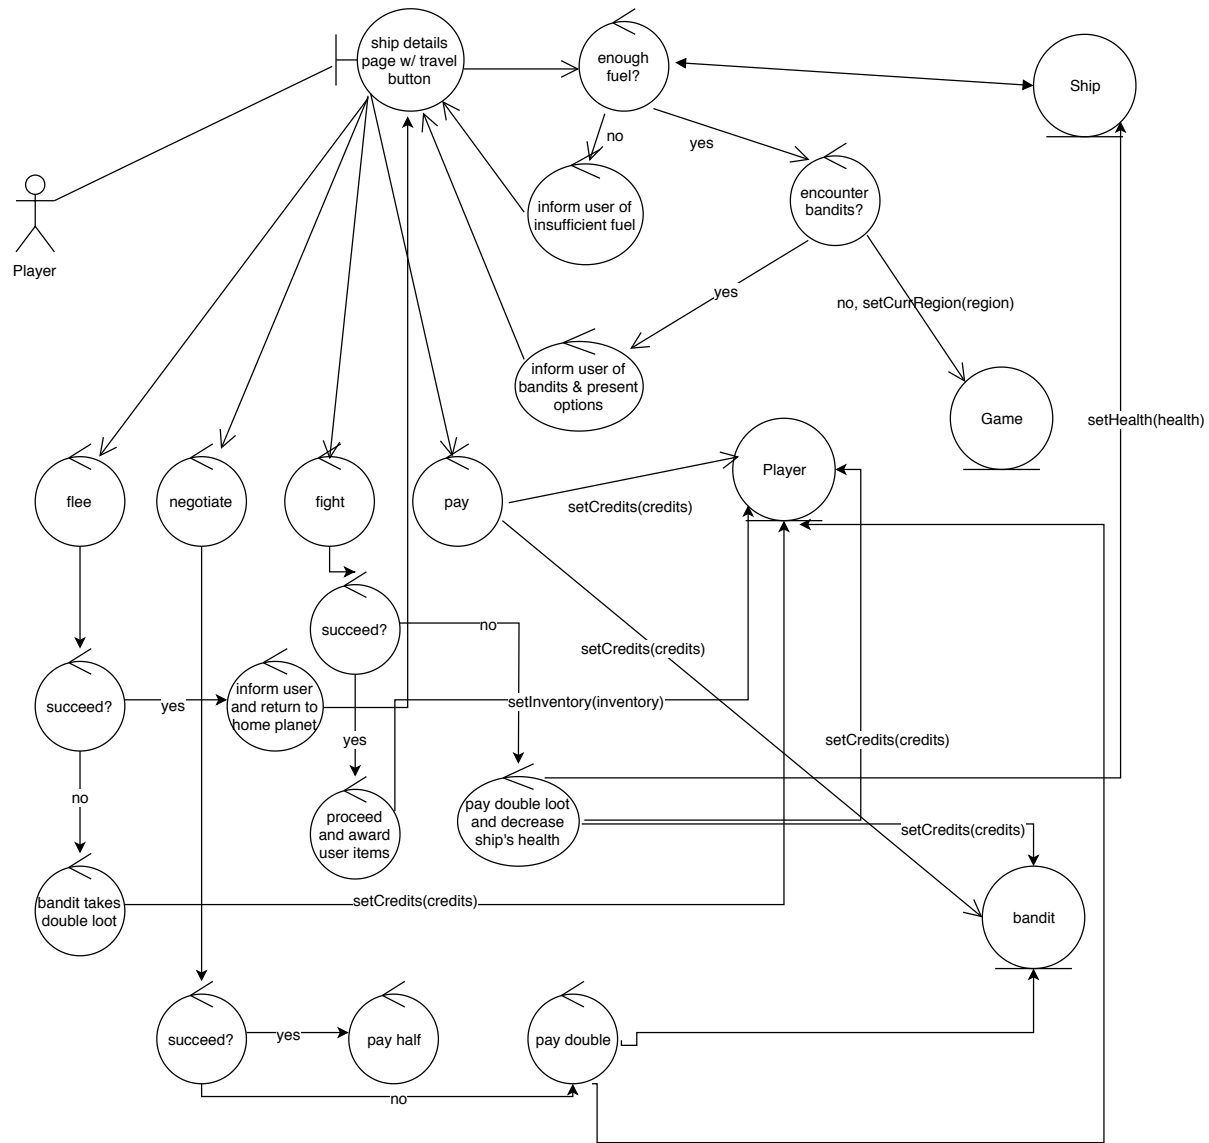 ship details
page w/ travel
button
enough
fuel?
Ship
no
yes
encounter
bandits?
inform user of
insufficient fuel
Player
yes
no, setCurrRegion(region)
inform user of
bandits & present
options
Game
setHealth(health)
Player
flee
negotiate
fight
pay
setCredits(credits)
succeed?
no
setCredits(credits)
succeed?
yes
inform user
and return to
home planet
setInventory(inventory)
yes
setCredits(credits)
no
proceed
and award
user items
pay double loot
and decrease
ship's health
setCredits(credits)
bandit takes
double loot
setCredits(credits)
bandit
succeed?
yes
pay half
pay double
no